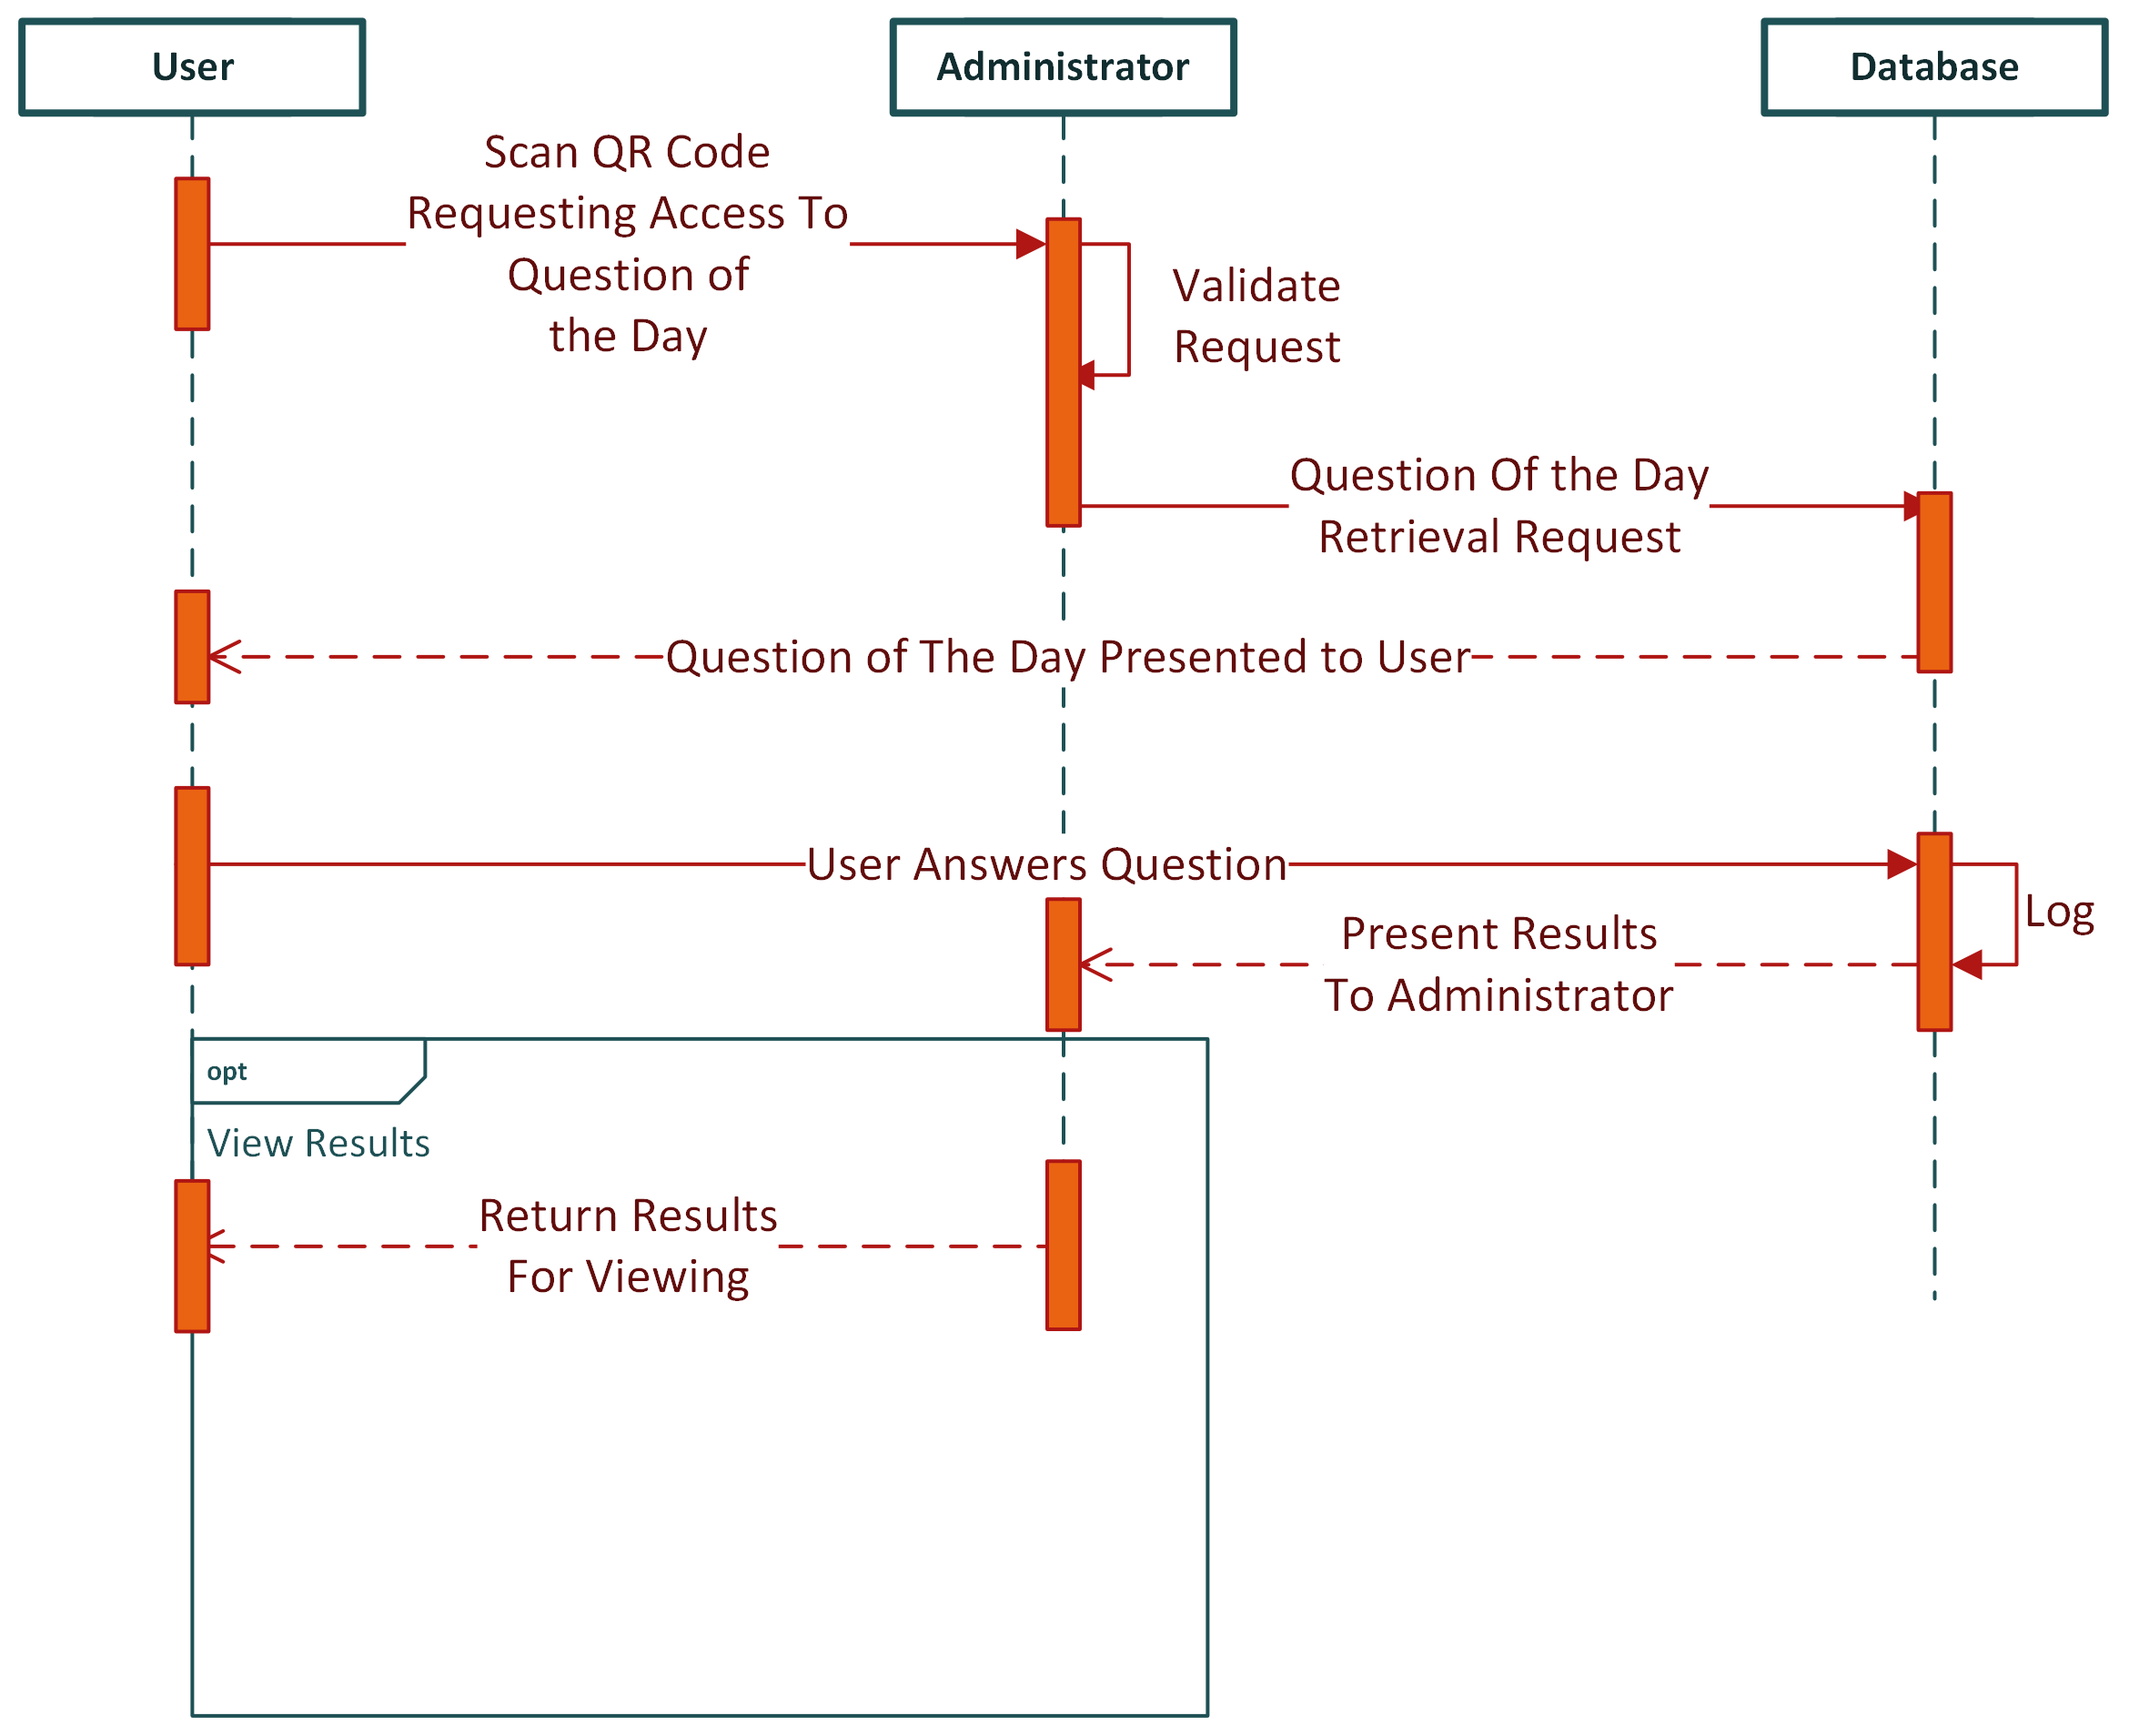 User
Administrator
Database
Scan QR Code
Requesting Access To
Question of
the Day
Validate
Request
Question Of the Day
Retrieval Request
Question of The Day Presented to User
User Answers Question
Log
Present Results
To Administrator
opt
View Results
Return Results
For Viewing